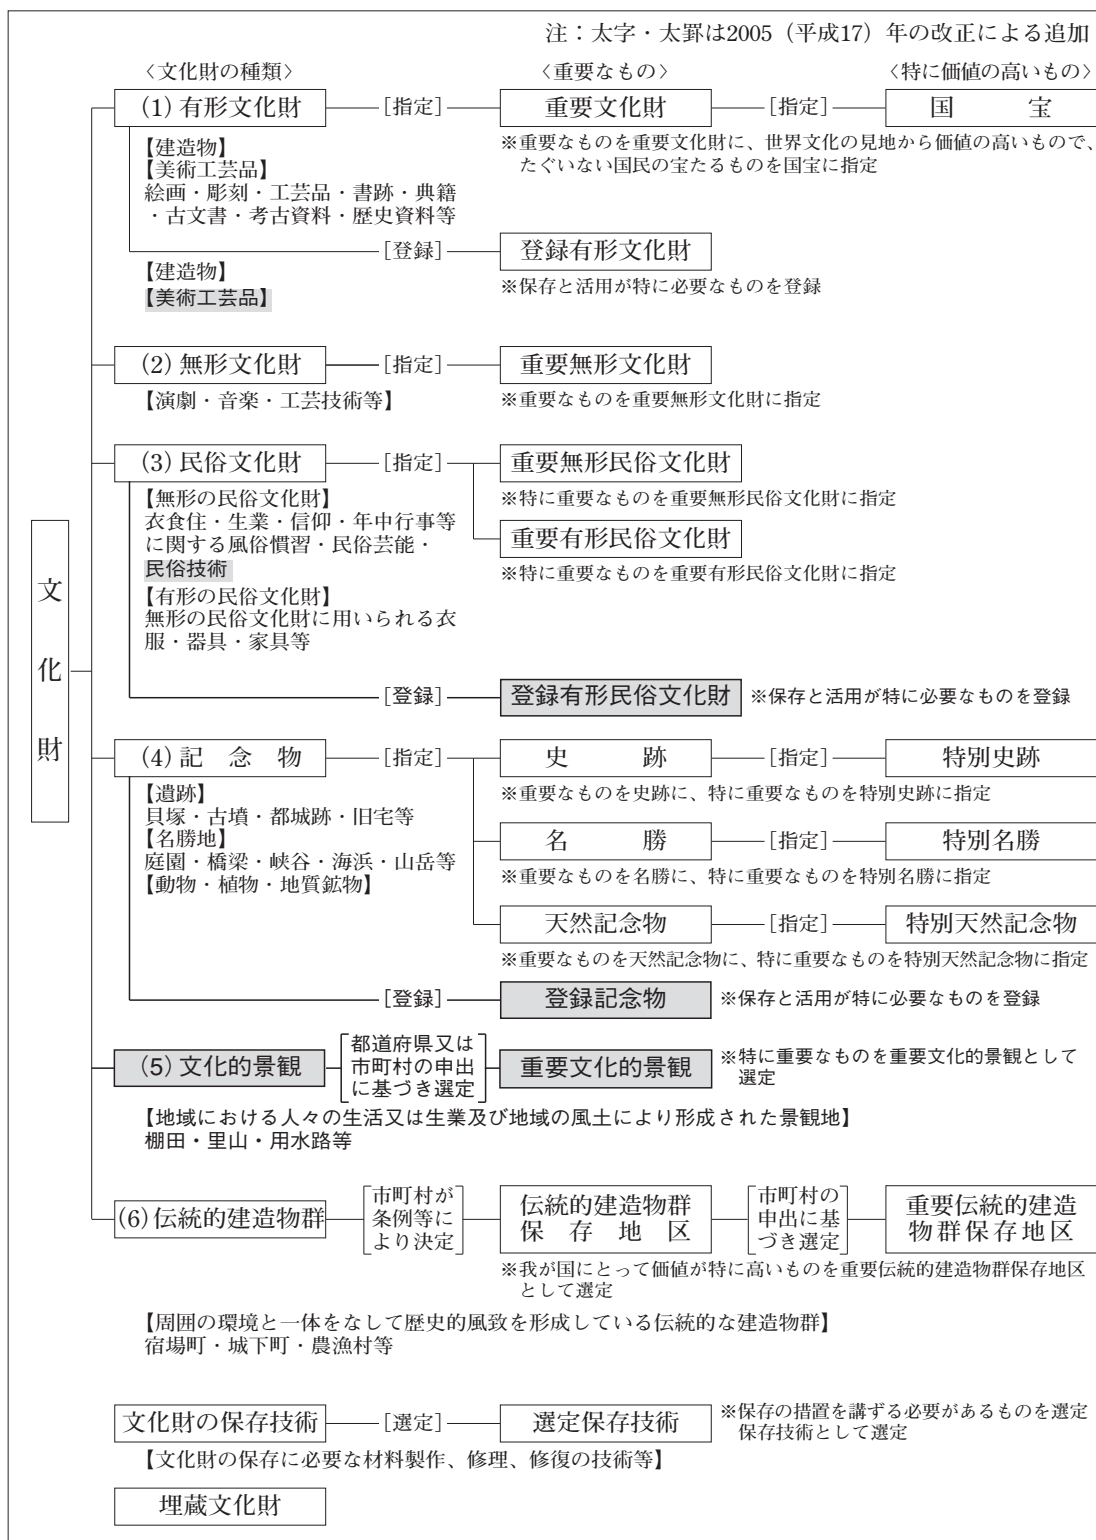 注：太字・太罫は2005（平成17）年の改正による追加
〈文化財の種類〉
〈重要なもの〉
〈特に価値の高いもの〉
文化財
(1)有形文化財
[指定]
重要文化財
[指定]
国宝
【建造物】
【美術工芸品】
絵画・彫刻・工芸品・書跡・典籍
・古文書・考古資料・歴史資料等
※重要なものを重要文化財に、世界文化の見地から価値の高いもので、
たぐいない国民の宝たるものを国宝に指定
[登録]
登録有形文化財
【建造物】
【美術工芸品】
※保存と活用が特に必要なものを登録
(2)無形文化財
[指定]
重要無形文化財
【演劇・音楽・工芸技術等】
※重要なものを重要無形文化財に指定
(3)民俗文化財
[指定]
重要無形民俗文化財
※特に重要なものを重要無形民俗文化財に指定
重要有形民俗文化財
※特に重要なものを重要有形民俗文化財に指定
【無形の民俗文化財】
衣食住・生業・信仰・年中行事等
に関する風俗慣習・民俗芸能・
民俗技術
【有形の民俗文化財】
無形の民俗文化財に用いられる衣
服・器具・家具等
[登録]
登録有形民俗文化財
※保存と活用が特に必要なものを登録
(4)記念物
[指定]
史跡
[指定]
特別史跡
※重要なものを史跡に、特に重要なものを特別史跡に指定
【遺跡】
貝塚・古墳・都城跡・旧宅等
【名勝地】
庭園・橋梁・峡谷・海浜・山岳等
【動物・植物・地質鉱物】
名勝
[指定]
特別名勝
※重要なものを名勝に、特に重要なものを特別名勝に指定
天然記念物
[指定]
特別天然記念物
※重要なものを天然記念物に、特に重要なものを特別天然記念物に指定
[登録]
登録記念物
※保存と活用が特に必要なものを登録
(5)文化的景観
都道府県又は
市町村の申出
に基づき選定
重要文化的景観
※特に重要なものを重要文化的景観として
選定
【地域における人々の生活又は生業及び地域の風土により形成された景観地】
棚田・里山・用水路等
(6)伝統的建造物群
市町村が
条例等に
より決定
伝統的建造物群
保存地区
市町村の
申出に基
づき選定
重要伝統的建造
物群保存地区
※我が国にとって価値が特に高いものを重要伝統的建造物群保存地区
として選定
【周囲の環境と一体をなして歴史的風致を形成している伝統的な建造物群】
宿場町・城下町・農漁村等
文化財の保存技術
[選定]
選定保存技術
※保存の措置を講ずる必要があるものを選定
保存技術として選定
【文化財の保存に必要な材料製作、修理、修復の技術等】
埋蔵文化財